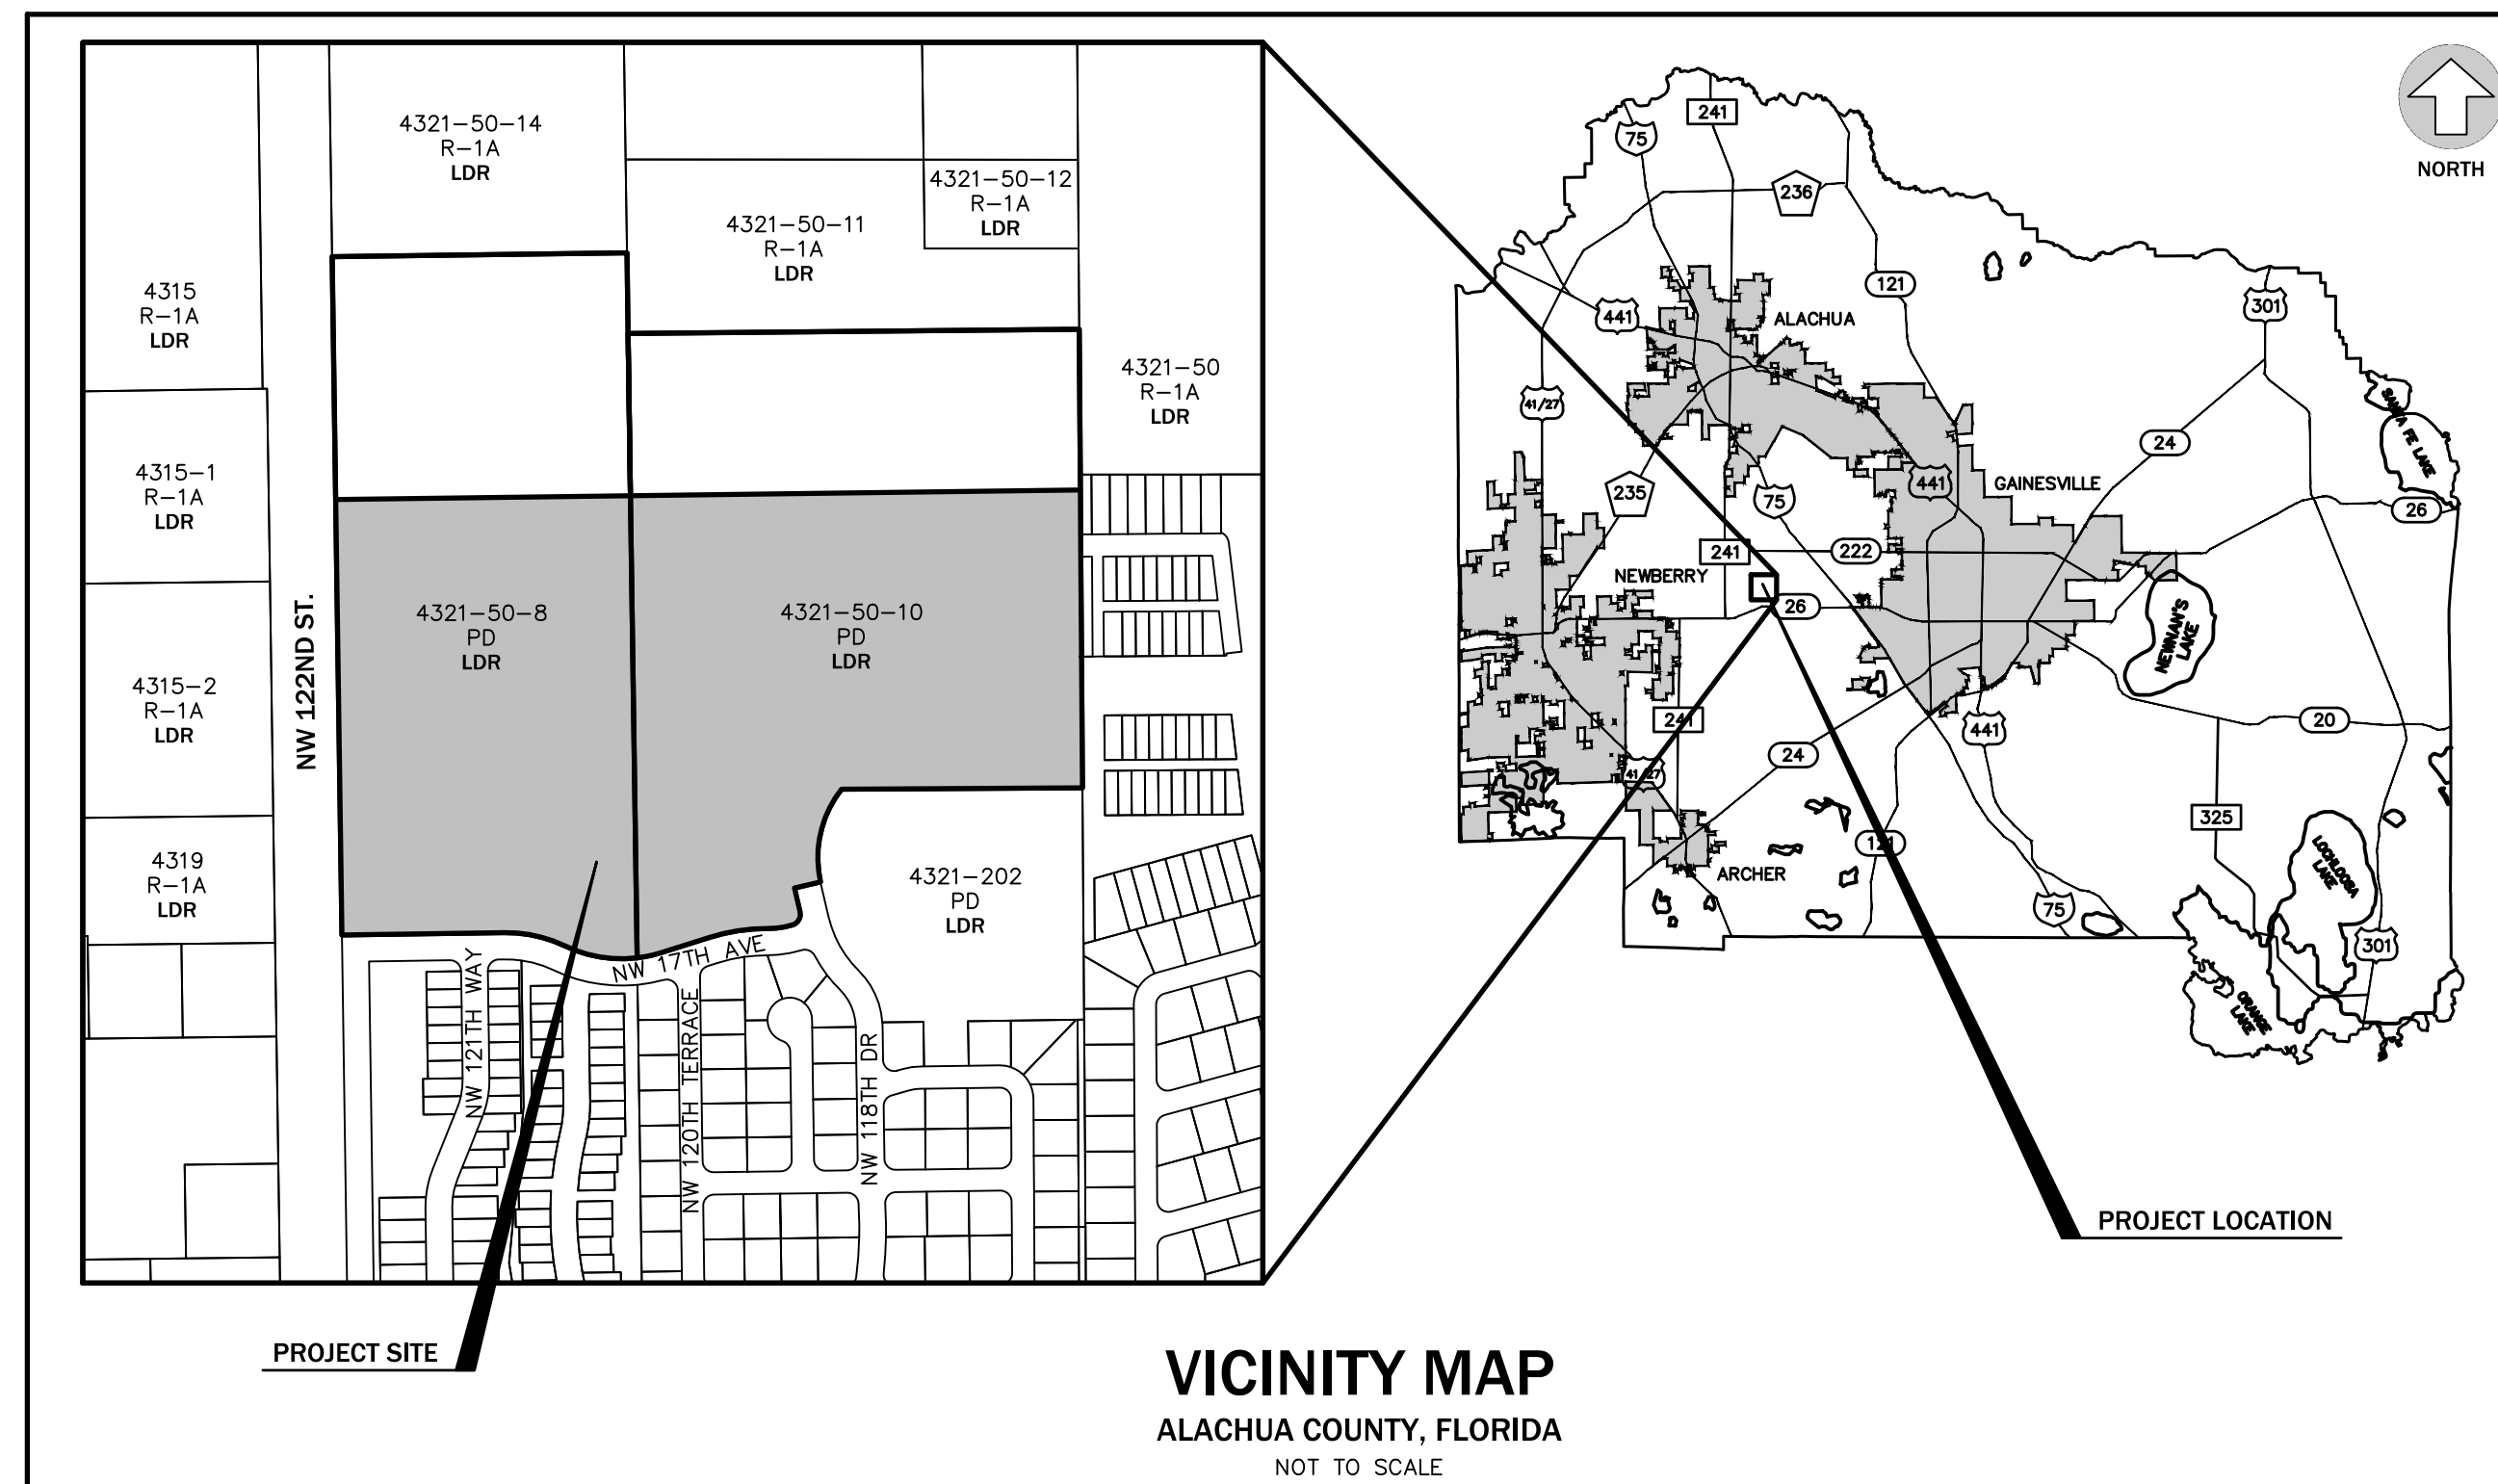 4321-50-14
R-1A
LDR
4321-50-12
R-1A
LDR
4321-50-11
R-1A
LDR
4315
R-1A
LDR
4321-50
R-1A
LDR
4315-1
R-1A
LDR
NW 122ND ST.
4321-50-8
PD
LDR
4321-50-10
PD
LDR
4315-2
R-1A
LDR
4319
R-1A
LDR
4321-202
PD
LDR
NW 17TH AVE
NW 121TH WAY
NW 120TH TERRACE
NW 118TH DR
PROJECT SITE
NORTH
241
75
236
121
301
441
ALACHUA
41/27
SANTA FE LAKE
24
235
75
441
GAINESVILLE
26
241
222
NEWBERRY
26
NEWNAN'S
LAKE
241
24
441
20
41/27
325
121
ARCHER
LOCHLOOSA
LAKE
75
301
ORANGE
LAKE
PROJECT LOCATION
VICINITY MAP
ALACHUA COUNTY, FLORIDA
NOT TO SCALE